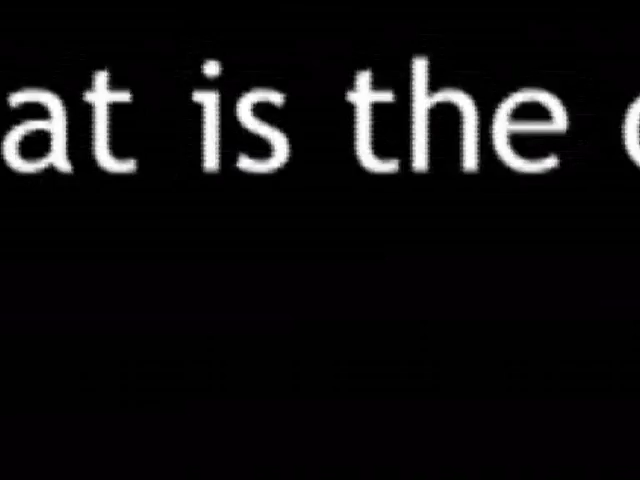 at is the